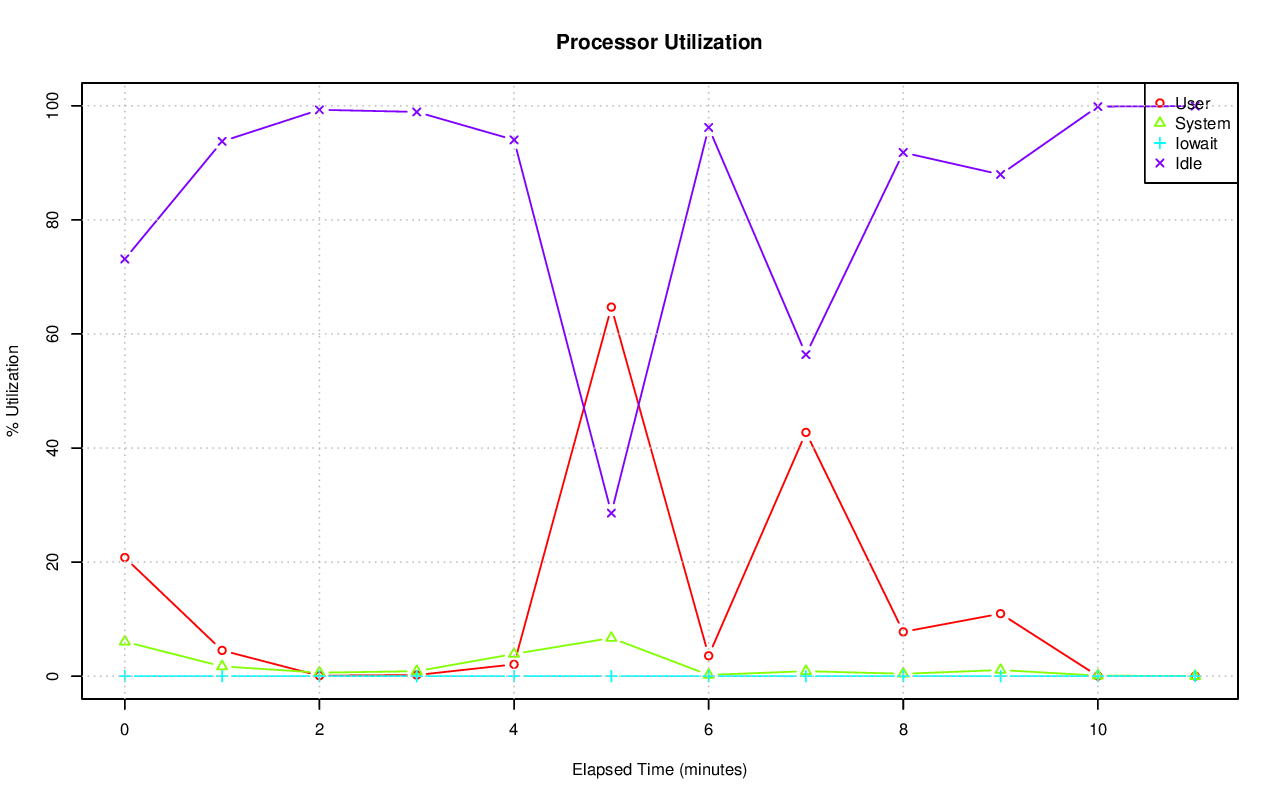 Processor Utilization
% Utilization
100
80
60
40
20
0
User
System
Iowait
Idle
0 2 4 6 8 10
Elapsed Time (minutes)